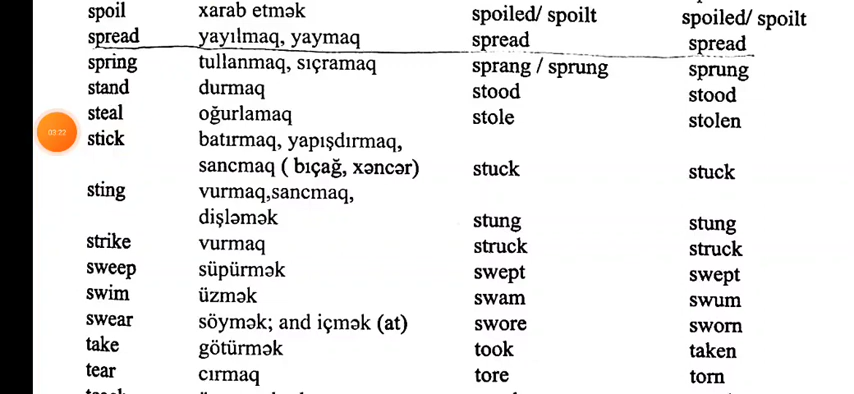 spoil xarab etmək spoiled/ spoilt spoiled/ spoilt
spread yayılmaq, yaymaq spread spread
spring tullanmaq, sıçramaq sprang / sprung sprung
stand durmaq stood stood
steal oğurlamaq stole stolen
03:22
stick batırmaq, yapışdırmaq,
sancmaq ( bıçağ, xəncər) stuck stuck
sting vurmaq,sancmaq,
dişləmək stung stung
strike vurmaq struck struck
sweep süpürmək swept swept
swim üzmək swam swum
swear söymək; and içmək (at) swore sworn
take götürmək took taken
tear cırmaq tore torn